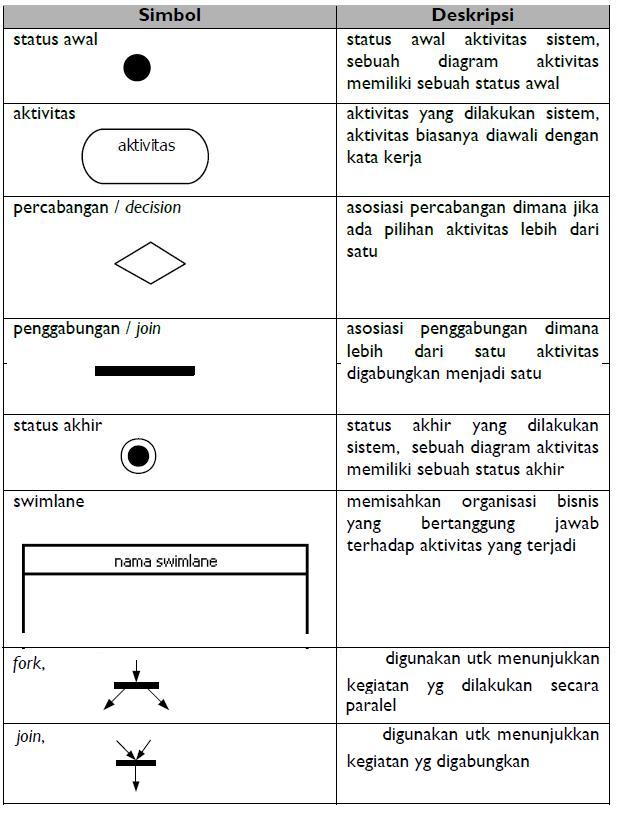 Simbol Deskripsi
status awal
status awal aktivitas sistem,
sebuah diagram aktivitas
memiliki sebuah status awal
aktivitas
aktivitas
aktivitas yang dilakukan sistem,
aktivitas biasanya diawali dengan
kata kerja
percabangan / decision
asosiasi percabangan dimana jika
ada pilihan aktivitas lebih dari
satu
penggabungan / join
asosiasi penggabungan dimana
lebih dari satu aktivitas
digabungkan menjadi satu
status akhir
status akhir yang dilakukan
sistem, sebuah diagram aktivitas
memiliki sebuah status akhir
swimlane
nama swimlane
memisahkan organisasi bisnis
yang bertanggung jawab
terhadap aktivitas yang terjadi
fork,
digunakan utk menunjukkan
kegiatan yg dilakukan secara
paralel
join,
digunakan utk menunjukkan
kegiatan yg digabungkan